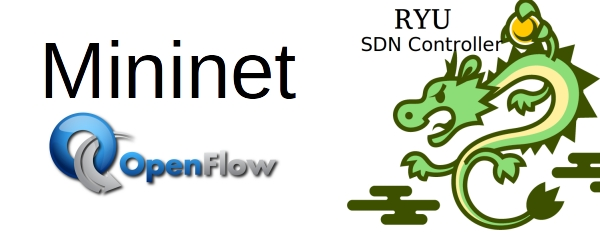 Mininet
OpenFlow
RYU
SDN Controller